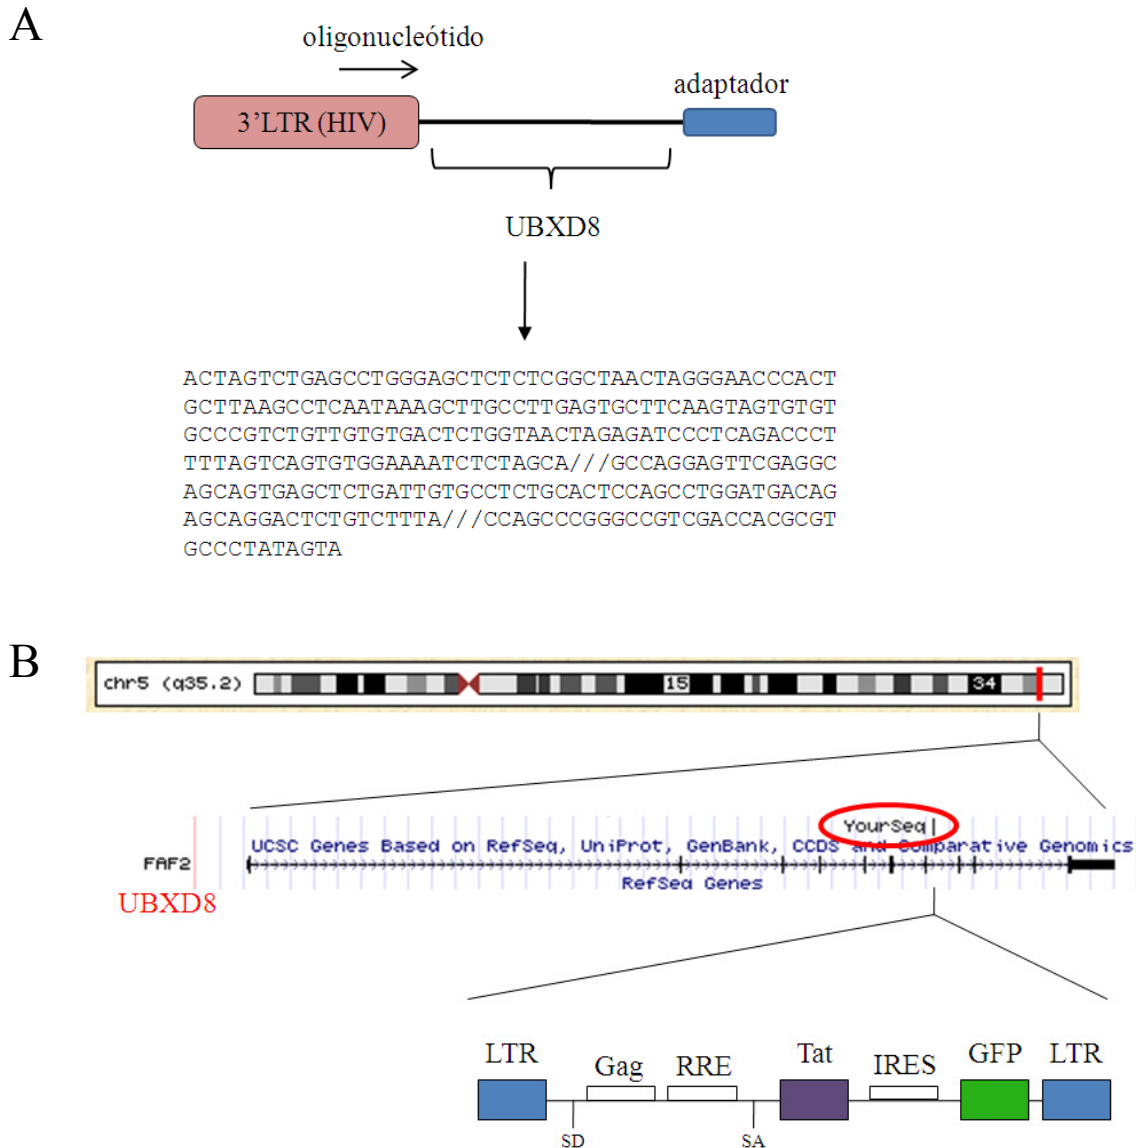 A
oligonucleótido
adaptador
3’LTR (HIV)
UBXD8
ACTAGTCTGAGCCTGGGAGCTCTCTCGGCTAACTAGGGAACCCACT
GCTTAAGCCTCAATAAAGCTTGCCTTGAGTGCTTCAAGTAGTGTGT
GCCCGTCTGTTGTGTGACTCTGGTAACTAGAGATCCCTCAGACCCT
TTTAGTCAGTGTGGAAAATCTCTAGCA///GCCAGGAGTTCGAGGC
AGCAGTGAGCTCTGATTGTGCCTCTGCACTCCAGCCTGGATGACAG
AGCAGGACTCTGTCTTTA///CCAGCCCGGGCCGTCGACCACGCGT
GCCCTATAGTA
B
chr5 (q35.2) 15 34
YourSeq
UCSC Genes Based on RefSeq, UniProt, GenBank, CCDS and Comparative Genomics
FAF2
RefSeq Genes
UBXD8
LTR Gag RRE Tat IRES GFP LTR
SD SA